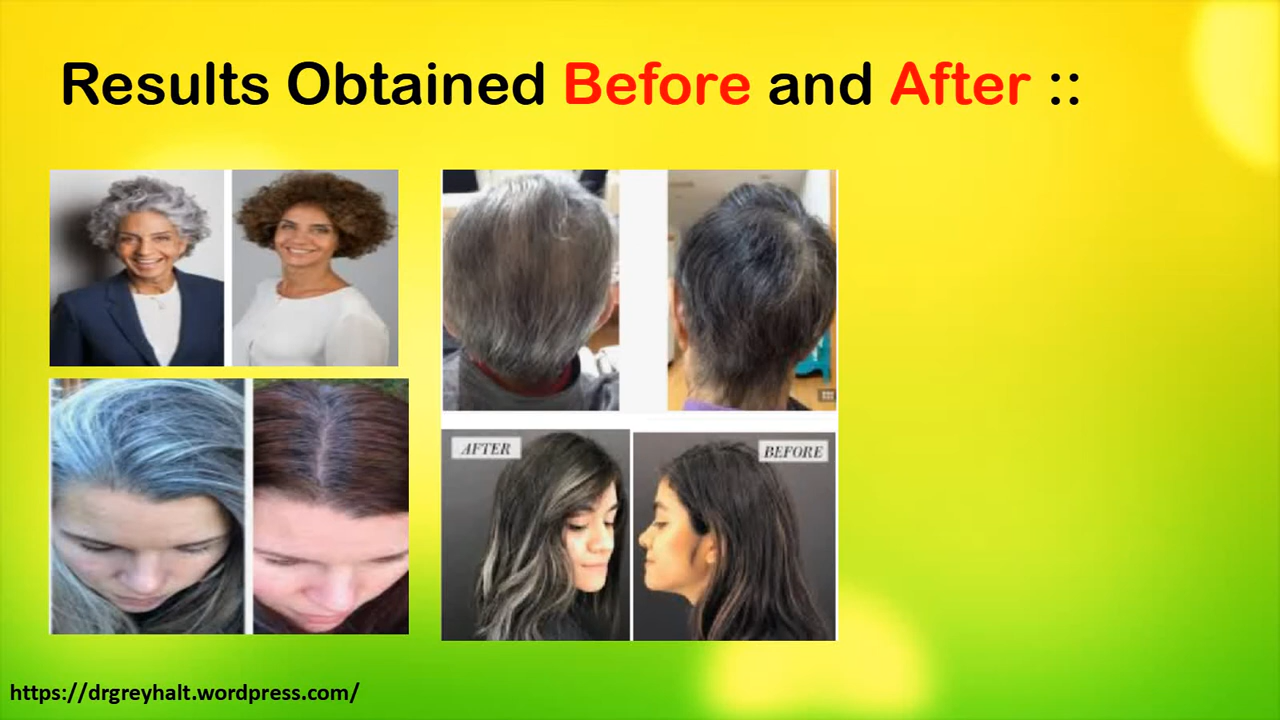 Results Obtained Before and After ::
AFTER
BEFORE
https://drgreyhalt.wordpress.com/